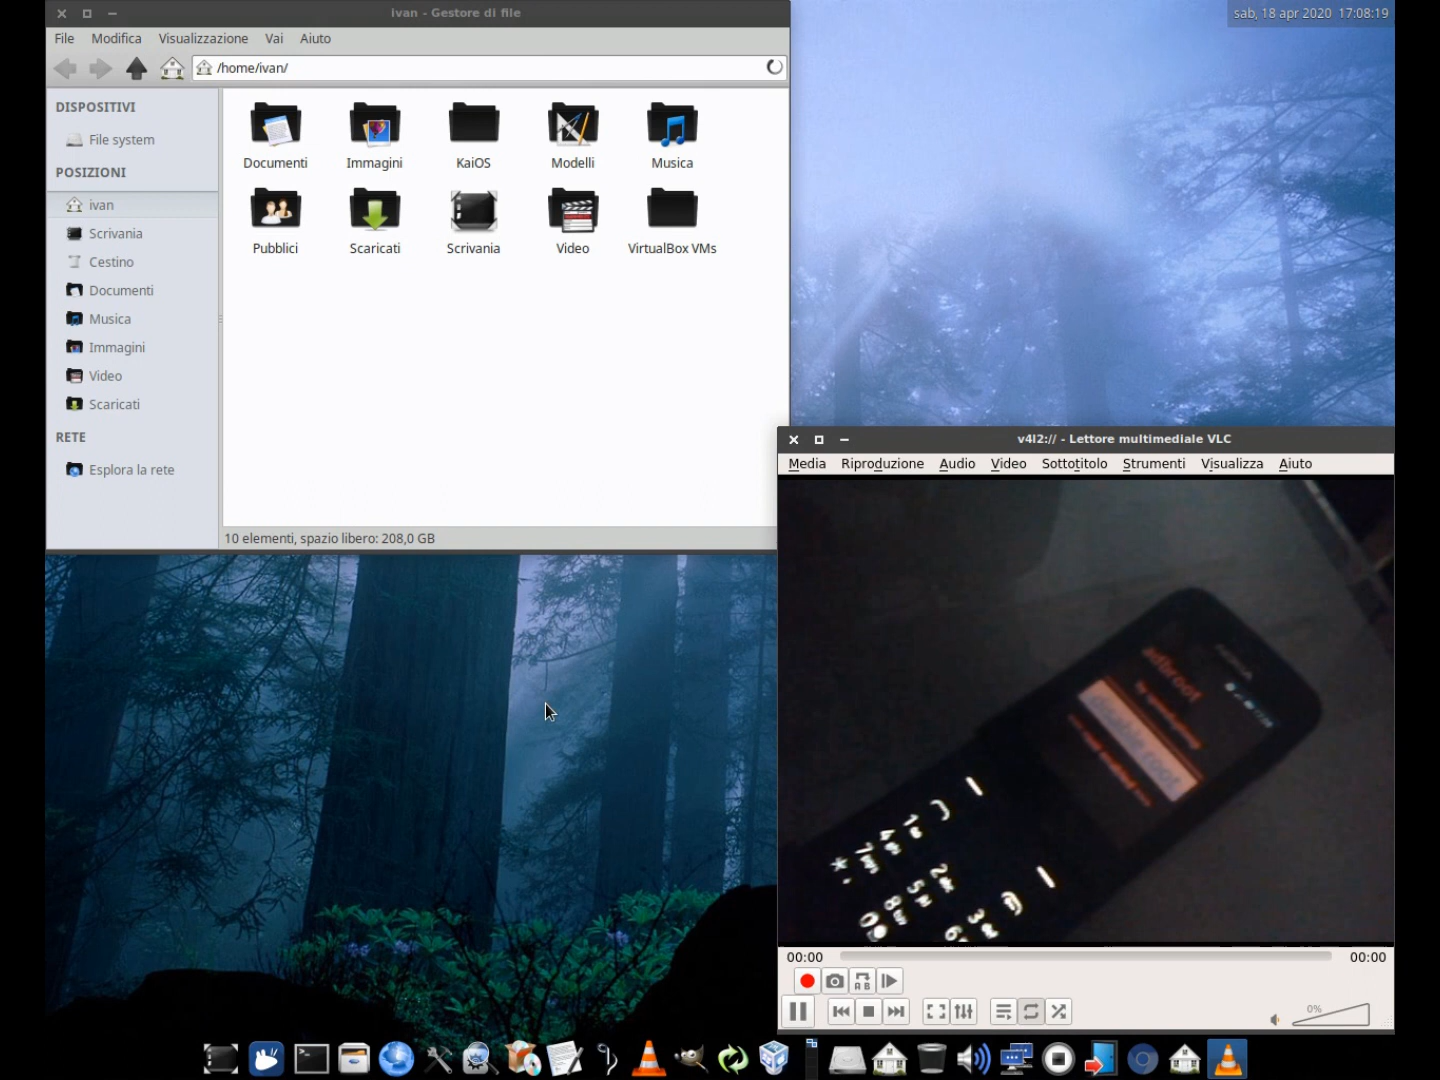 ivan - Gestore di file
sab, 18 apr 2020 17:08:19
File Modifica Visualizzazione Vai Aiuto
/home/ivan/
DISPOSITIVI
File system
POSIZIONI
ivan
Scrivania
Cestino
Documenti
Musica
Immagini
Video
Scaricati
RETE
Esplora la rete
Documenti Immagini KaiOS Modelli Musica
Pubblici Scaricati Scrivania Video VirtualBox VMs
10 elementi, spazio libero: 208,0 GB
v4l2:// - Lettore multimediale VLC
Media Riproduzione Audio Video Sottotitolo Strumenti Visualizza Aiuto
adbroot
00:00 00:00
0%